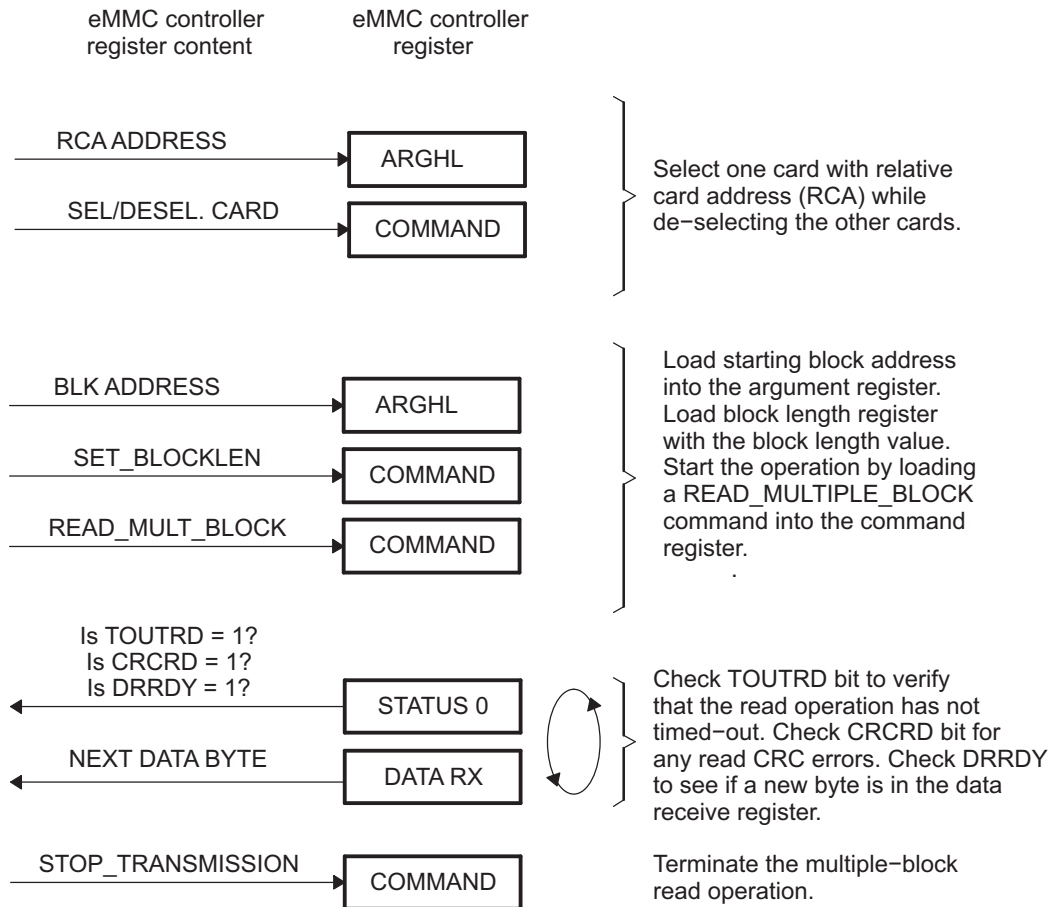 eMMC controller
register content
eMMC controller
register
RCA ADDRESS
ARGHL
SEL/DESEL. CARD
COMMAND
Select one card with relative
card address (RCA) while
de−selecting the other cards.
BLK ADDRESS
ARGHL
SET_BLOCKLEN
COMMAND
READ_MULT_BLOCK
COMMAND
Load starting block address
into the argument register.
Load block length register
with the block length value.
Start the operation by loading
a READ_MULTIPLE_BLOCK
command into the command
register.
.
Is TOUTRD = 1?
Is CRCRD = 1?
Is DRRDY = 1?
STATUS 0
NEXT DATA BYTE
DATA RX
Check TOUTRD bit to verify
that the read operation has not
timed−out. Check CRCRD bit for
any read CRC errors. Check DRRDY
to see if a new byte is in the data
receive register.
STOP_TRANSMISSION
COMMAND
Terminate the multiple−block
read operation.